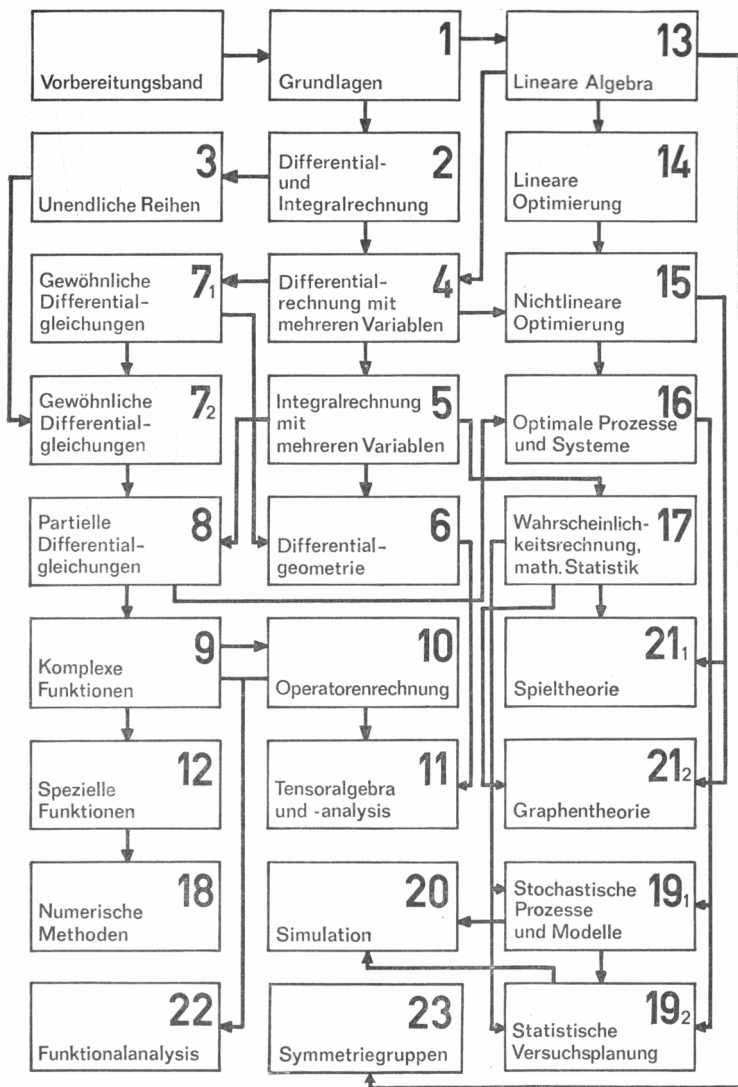 Vorbereitungsband
1
Grundlagen
13
Lineare Algebra
3
Unendliche Reihen
2
Differential-
und
Integralrechnung
14
Lineare
Optimierung
7₁
Gewöhnliche
Differential-
gleichungen
4
Differential-
rechnung mit
mehreren Variablen
15
Nichtlineare
Optimierung
7₂
Gewöhnliche
Differential-
gleichungen
5
Integralrechnung
mit
mehreren Variablen
16
Optimale Prozesse
und Systeme
8
Partielle
Differential-
gleichungen
6
Differential-
geometrie
17
Wahrscheinlich-
keitsrechnung,
math. Statistik
9
Komplexe
Funktionen
10
Operatorenrechnung
21₁
Spieltheorie
12
Spezielle
Funktionen
11
Tensoralgebra
und -analysis
21₂
Graphentheorie
18
Numerische
Methoden
20
Simulation
19₁
Stochastische
Prozesse
und Modelle
22
Funktionalanalysis
23
Symmetriegruppen
19₂
Statistische
Versuchsplanung